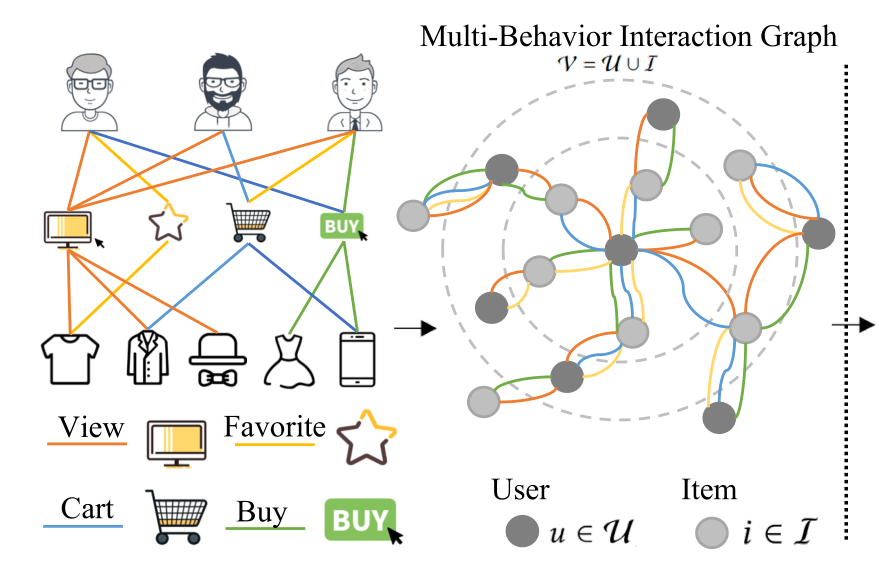 Multi-Behavior Interaction Graph
𝒱 = 𝒰 ∪ ℐ
BUY
View
Favorite
Cart
Buy
BUY
User
Item
u ∈ 𝒰
i ∈ ℐ